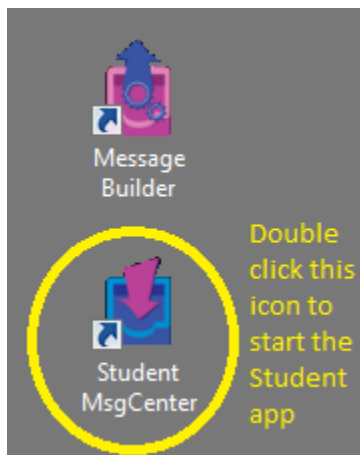 Message
Builder
Double
click this
icon to
start the
Student
app
Student
MsgCenter